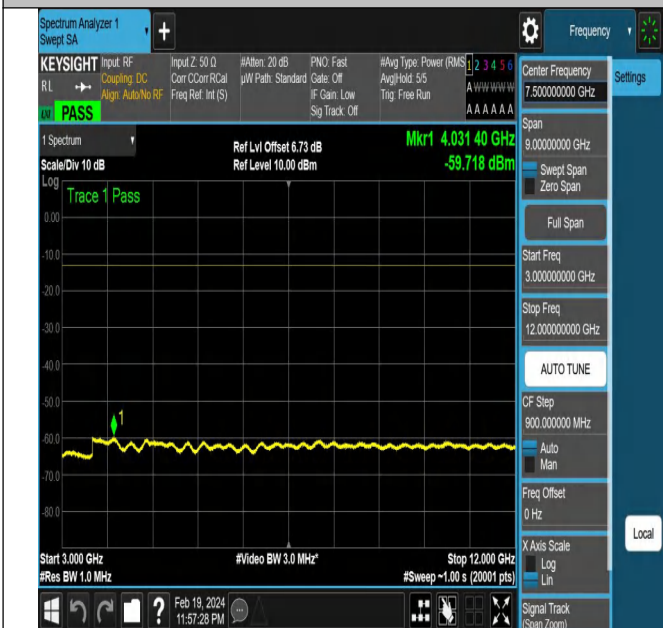 Spectrum Analyzer 1
Swept SA
+
Frequency
KEYSIGHT
RL
PASS
Input: RF
Coupling: DC
Align: Auto/No RF
Input Z: 50 Ω
Corr CCorr RCal
Freq Ref: Int (S)
#Atten: 20 dB
µW Path: Standard
PNO: Fast
Gate: Off
IF Gain: Low
Sig Track: Off
#Avg Type: Power (RMS
Avg|Hold: 5/5
Trig: Free Run
1 2 3 4 5 6
A W W W W W
A A A A A A
1 Spectrum
Scale/Div 10 dB
Ref Lvl Offset 6.73 dB
Ref Level 10.00 dBm
Mkr1 4.031 40 GHz
-59.718 dBm
Log
Trace 1 Pass
0.00
-10.0
-20.0
-30.0
-40.0
-50.0
1
-60.0
-70.0
-80.0
Start 3.000 GHz
#Res BW 1.0 MHz
#Video BW 3.0 MHz*
Stop 12.000 GHz
#Sweep ~1.00 s (20001 pts)
Feb 19, 2024
11:57:28 PM
?
Center Frequency
7.500000000 GHz
Settings
Span
9.00000000 GHz
Swept Span
Zero Span
Full Span
Start Freq
3.000000000 GHz
Stop Freq
12.000000000 GHz
AUTO TUNE
CF Step
900.000000 MHz
Auto
Man
Freq Offset
0 Hz
X Axis Scale
Log
Lin
Local
Signal Track
(Span Zoom)